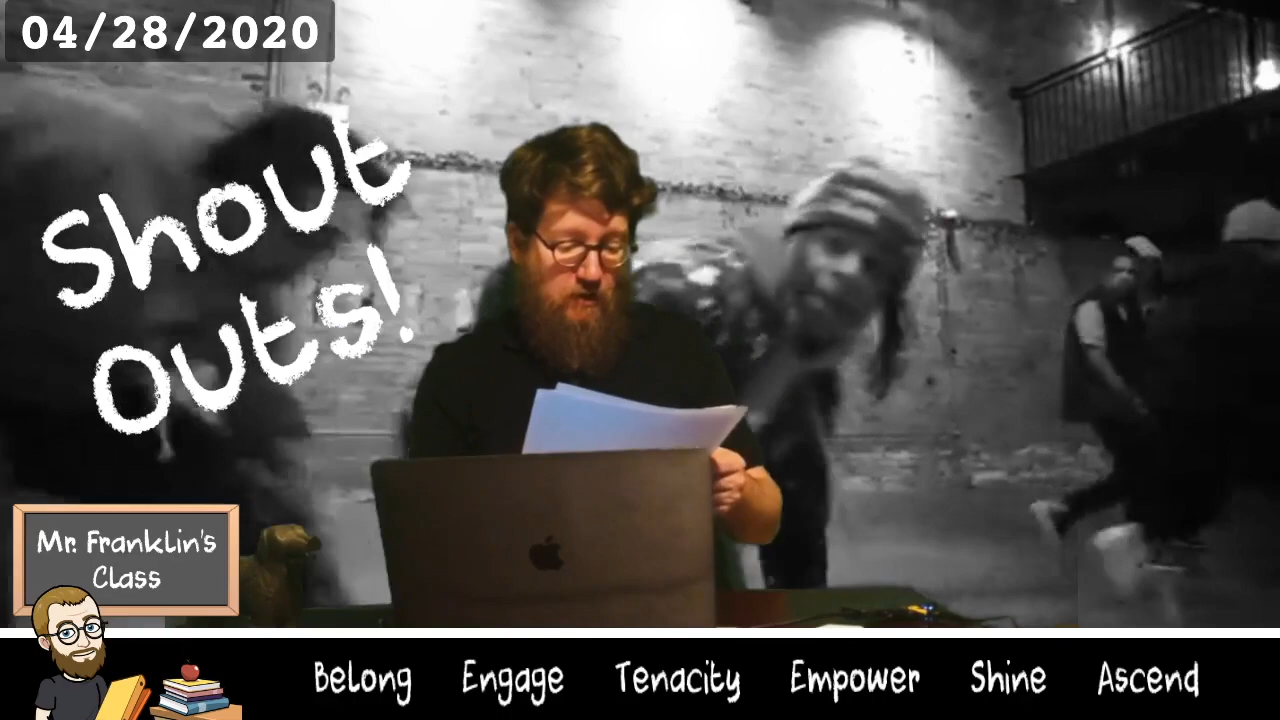 04/28/2020
Shout
Outs!
Mr. Franklin's
Class
Belong Engage Tenacity Empower Shine Ascend